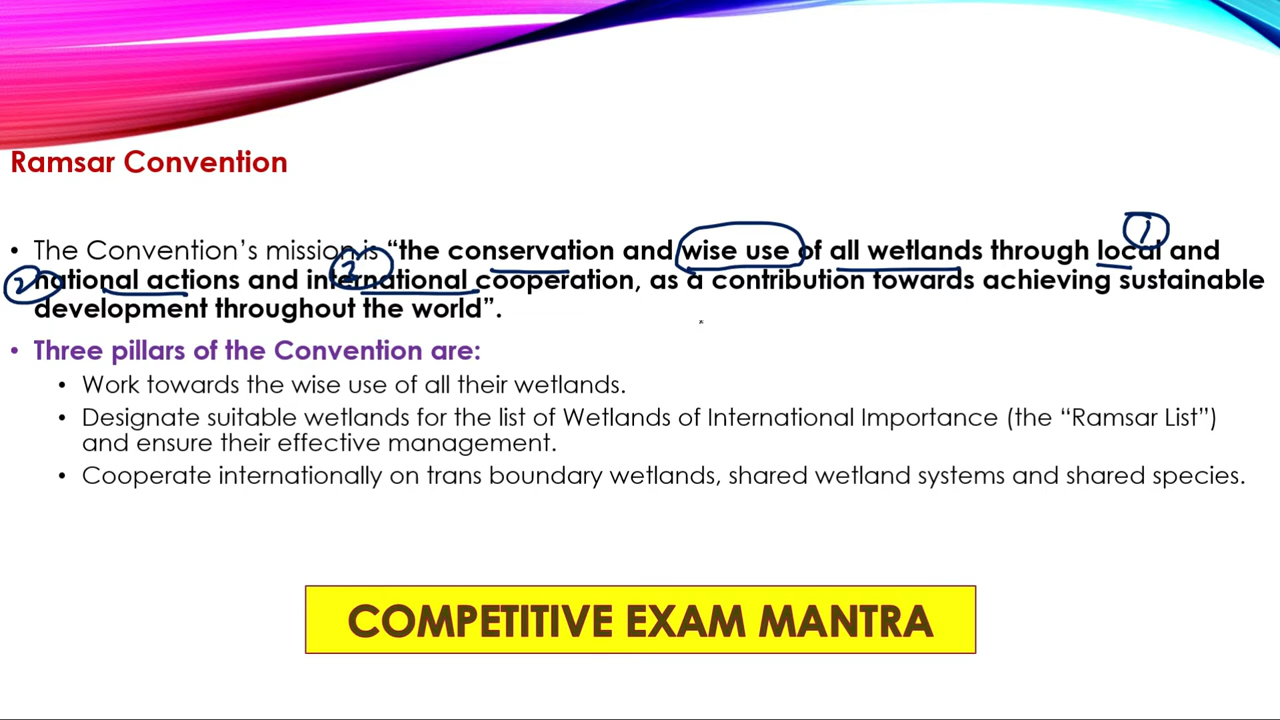 Ramsar Convention
• The Convention’s mission is “the conservation and wise use of all wetlands through local and
national actions and international cooperation, as a contribution towards achieving sustainable
development throughout the world”.
① 
② 
③
• Three pillars of the Convention are:
• Work towards the wise use of all their wetlands.
• Designate suitable wetlands for the list of Wetlands of International Importance (the “Ramsar List”)
and ensure their effective management.
• Cooperate internationally on trans boundary wetlands, shared wetland systems and shared species.
COMPETITIVE EXAM MANTRA